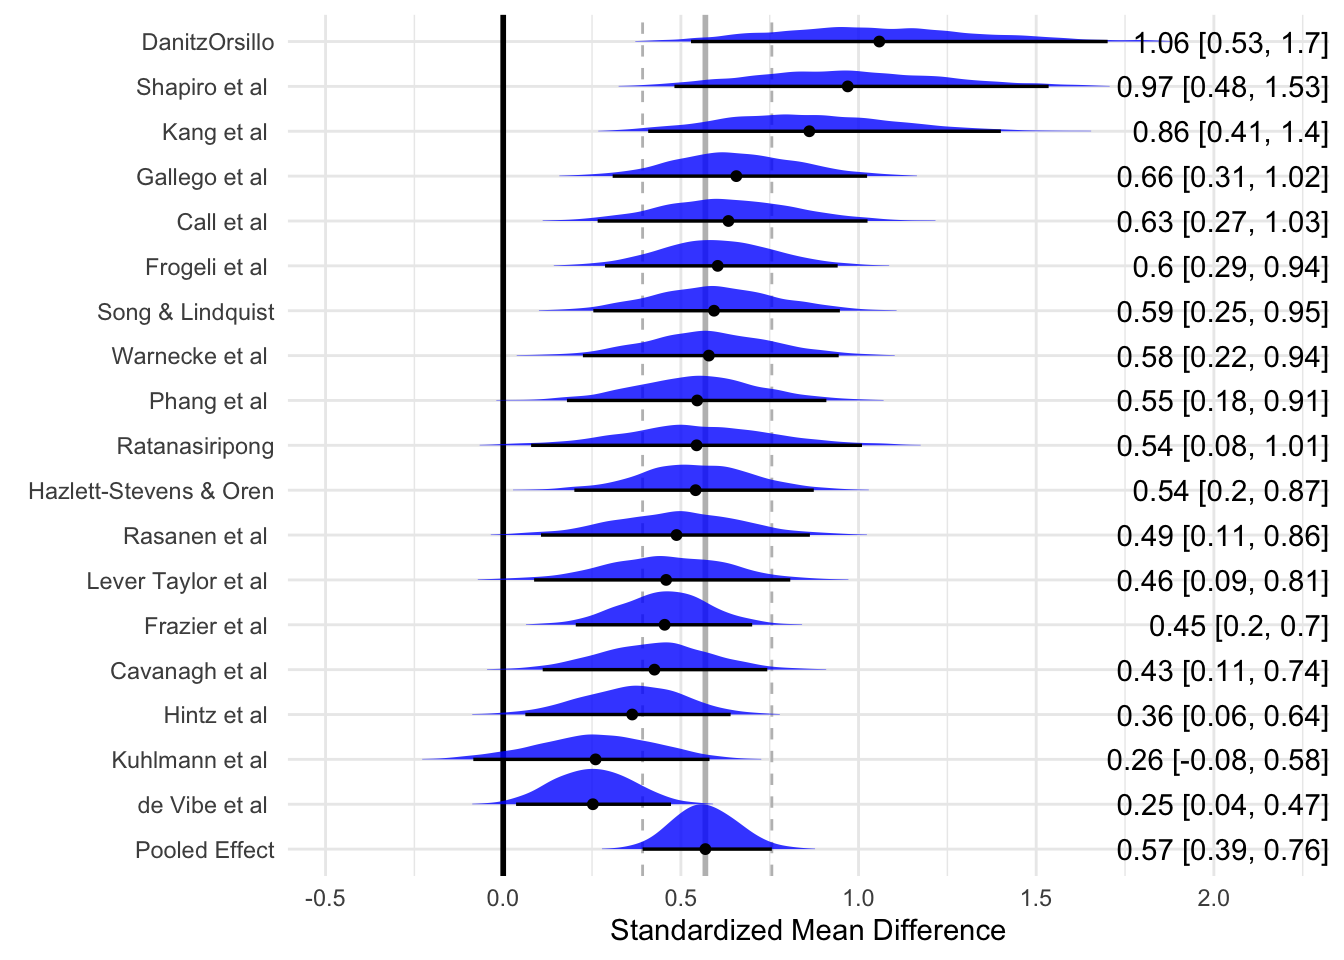 DanitzOrsillo 1.06 [0.53, 1.7]
Shapiro et al 0.97 [0.48, 1.53]
Kang et al 0.86 [0.41, 1.4]
Gallego et al 0.66 [0.31, 1.02]
Call et al 0.63 [0.27, 1.03]
Frogeli et al 0.6 [0.29, 0.94]
Song & Lindquist 0.59 [0.25, 0.95]
Warnecke et al 0.58 [0.22, 0.94]
Phang et al 0.55 [0.18, 0.91]
Ratanasiripong 0.54 [0.08, 1.01]
Hazlett-Stevens & Oren 0.54 [0.2, 0.87]
Rasanen et al 0.49 [0.11, 0.86]
Lever Taylor et al 0.46 [0.09, 0.81]
Frazier et al 0.45 [0.2, 0.7]
Cavanagh et al 0.43 [0.11, 0.74]
Hintz et al 0.36 [0.06, 0.64]
Kuhlmann et al 0.26 [-0.08, 0.58]
de Vibe et al 0.25 [0.04, 0.47]
Pooled Effect 0.57 [0.39, 0.76]
-0.5 0.0 0.5 1.0 1.5 2.0
Standardized Mean Difference